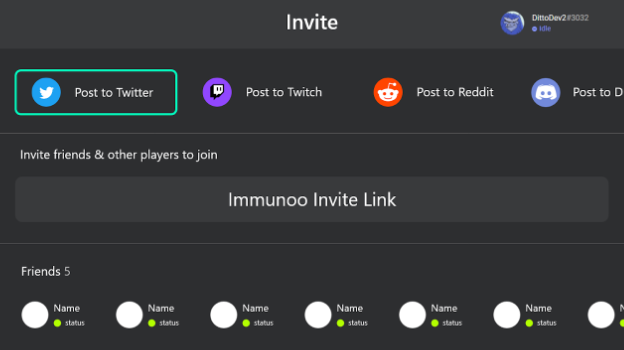 Invite
DittoDev2#3032
Idle
Post to Twitter
Post to Twitch
Post to Reddit
Post to D
Invite friends & other players to join
Immunoo Invite Link
Friends 5
Name
status
Name
status
Name
status
Name
status
Name
status
Name
status
N